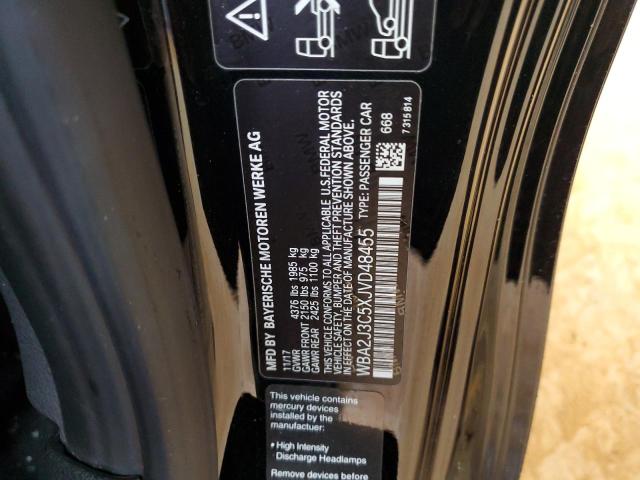 MFD BY BAYERISCHE MOTOREN WERKE AG
11/17
GVWR 4376 lbs 1985 kg
GAWR FRONT 2150 lbs 975 kg
GAWR REAR 2425 lbs 1100 kg
THIS VEHICLE CONFORMS TO ALL APPLICABLE U.S. FEDERAL MOTOR
VEHICLE SAFETY, BUMPER, AND THEFT PREVENTION STANDARDS
IN EFFECT ON THE DATE OF MANUFACTURE SHOWN ABOVE.
WBA2J3C5XJVD48455 TYPE: PASSENGER CAR
668
7 315 814
This vehicle contains
mercury devices
installed by the
manufacturer:
• High Intensity
Discharge Headlamps
Remove devices before